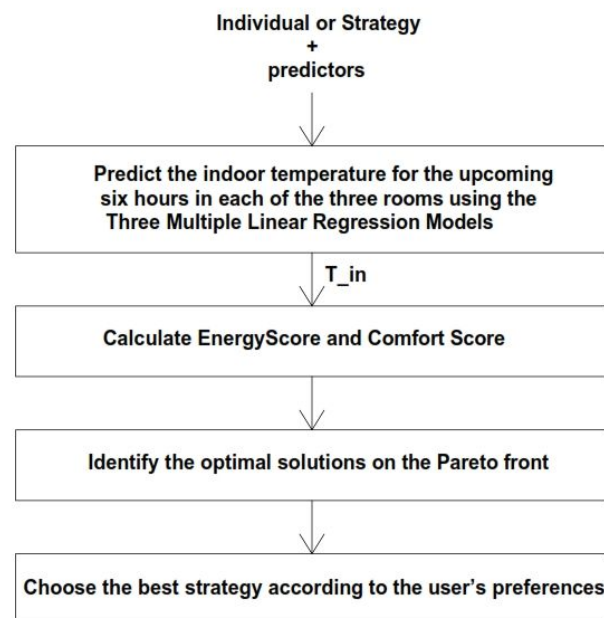 Individual or Strategy
+
predictors
Predict the indoor temperature for the upcoming
six hours in each of the three rooms using the
Three Multiple Linear Regression Models
T_in
Calculate EnergyScore and Comfort Score
Identify the optimal solutions on the Pareto front
Choose the best strategy according to the user's preferences